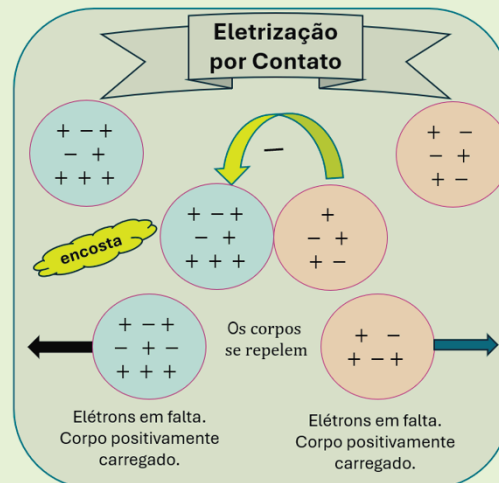 Eletrização
por Contato
+ − +
− +
+ + +
+ −
− +
+ −
−
encosta
+ − +
− +
+ + +
+
− +
+ −
+ − +
− + −
+ + +
Os corpos
se repelem
+ −
+ − +
Elétrons em falta.
Corpo positivamente
carregado.
Elétrons em falta.
Corpo positivamente
carregado.